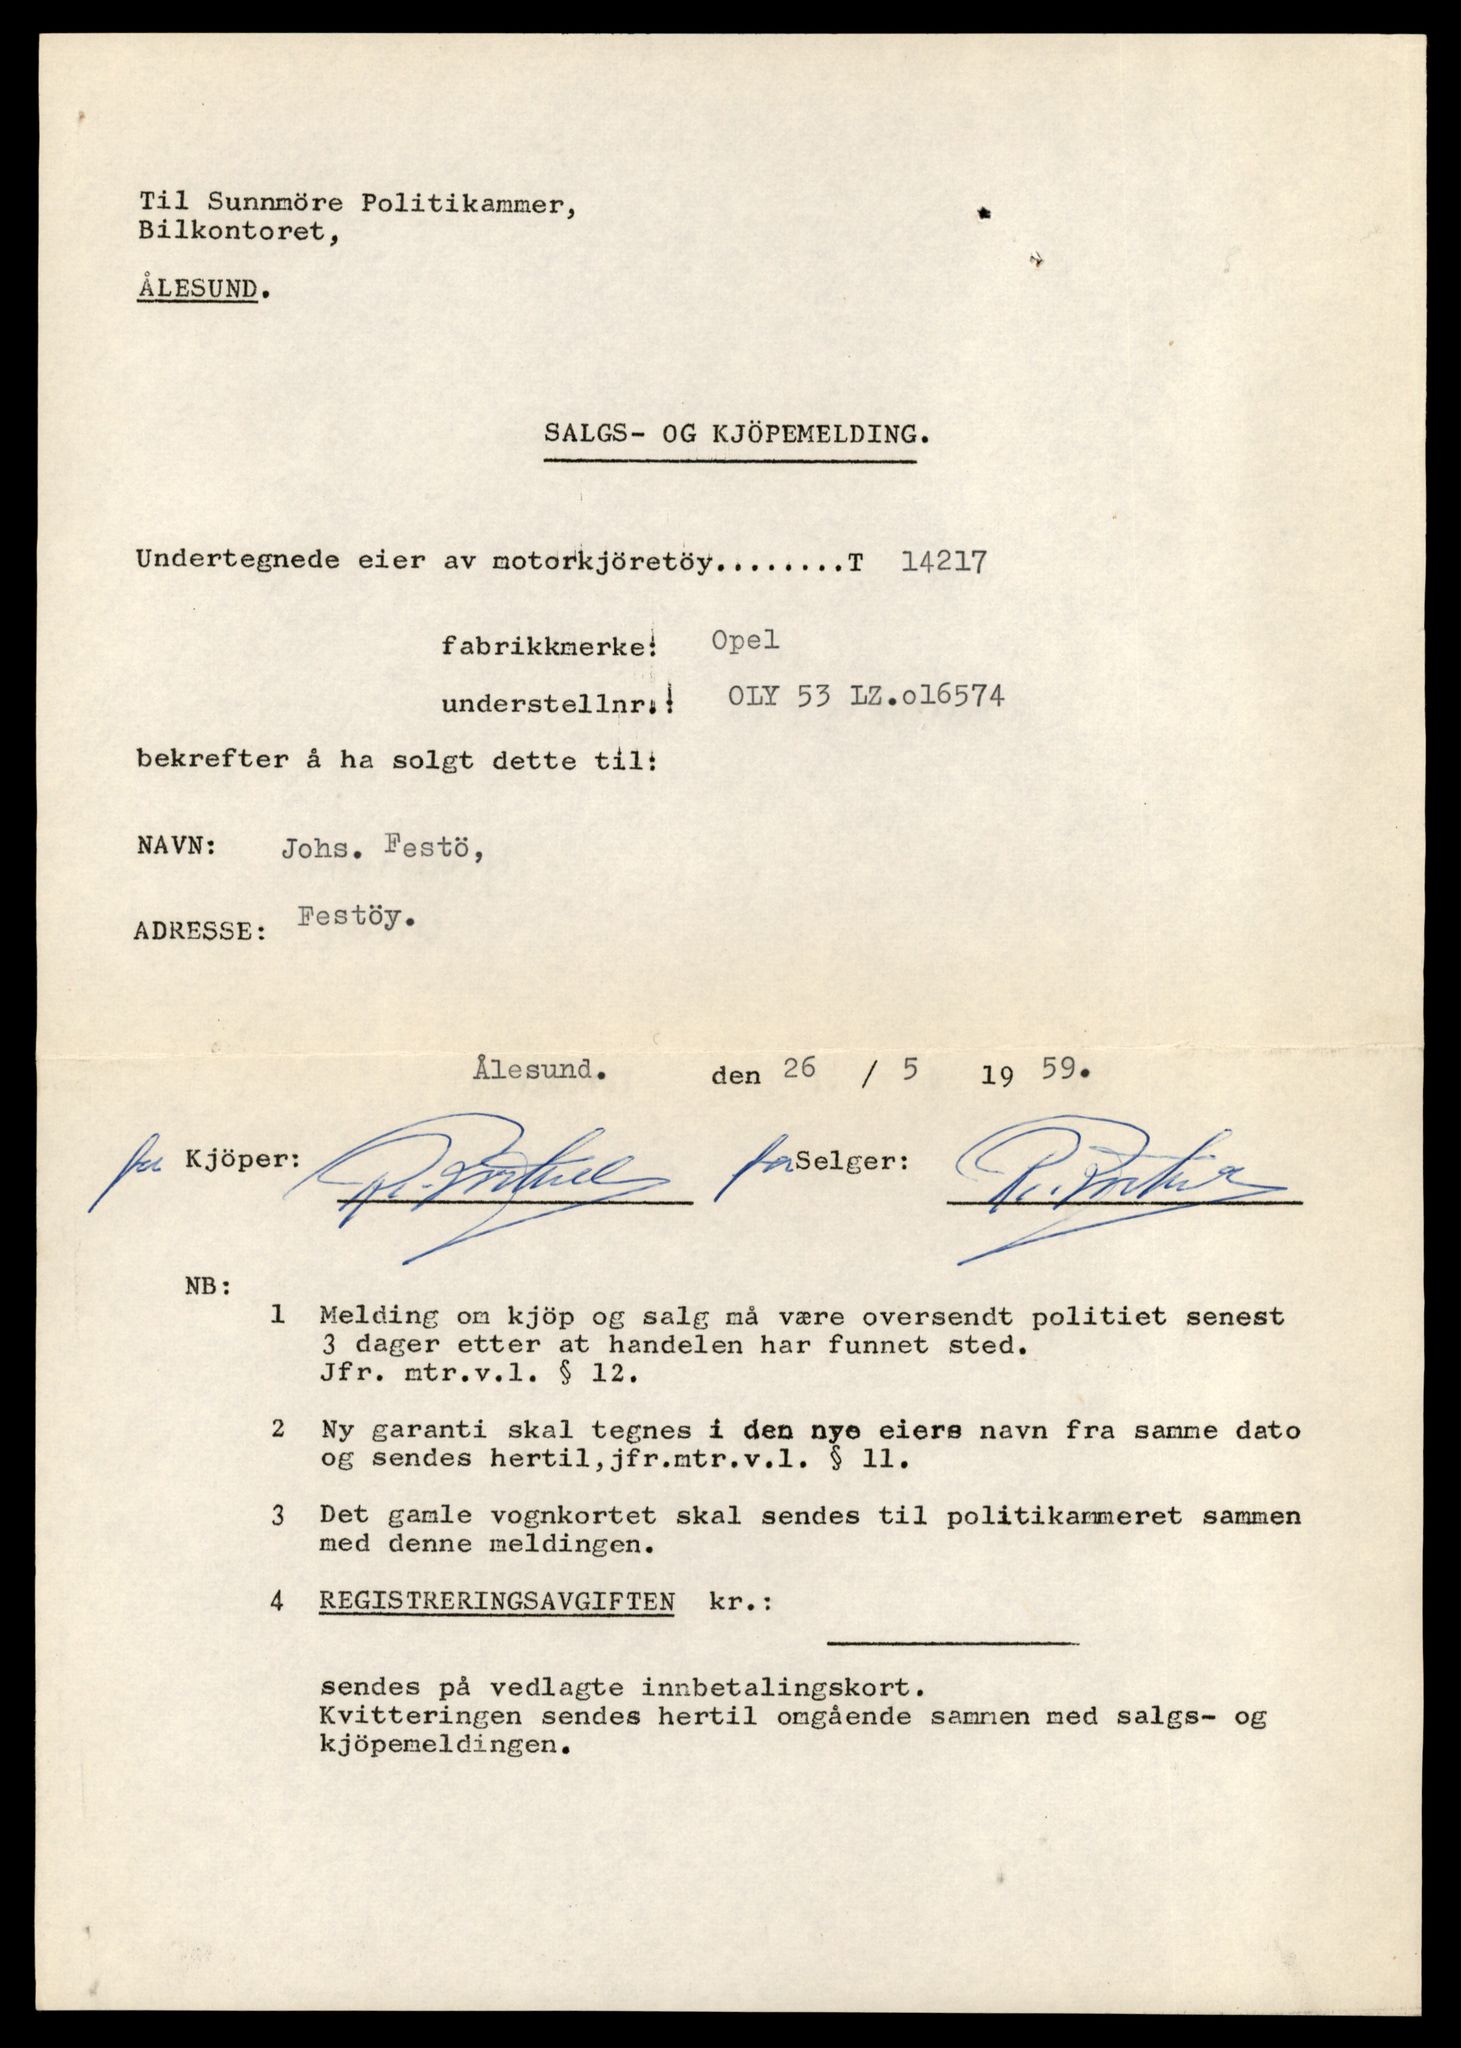 Til Sunnmöre Politikammer,
Bilkontoret,
ÅLESUND.
SALGS- OG KJÖPEMELDING.
Undertegnede eier av motorkjöretöy........T 14217
fabrikkmerke: Opel
understellnr.: OLY 53 LZ.o16574
bekrefter å ha solgt dette til:
NAVN: Johs. Festö,
ADRESSE: Festöy.
Ålesund. den 26 / 5 19 59.
for Kjöper: for Selger:
NB:
1 Melding om kjöp og salg må være oversendt politiet senest
3 dager etter at handelen har funnet sted.
Jfr. mtr.v.l. § 12.
2 Ny garanti skal tegnes i den nye eiers navn fra samme dato
og sendes hertil,jfr.mtr.v.l. § 11.
3 Det gamle vognkortet skal sendes til politikammeret sammen
med denne meldingen.
4 REGISTRERINGSAVGIFTEN kr.:
sendes på vedlagte innbetalingskort.
Kvitteringen sendes hertil omgående sammen med salgs- og
kjöpemeldingen.